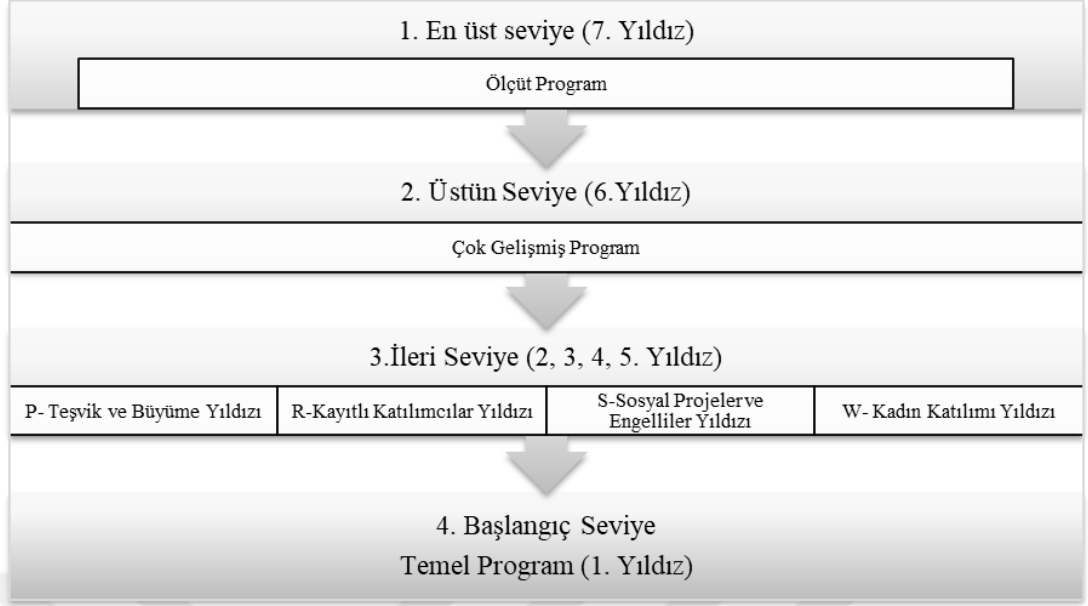 1. En üst seviye (7. Yıldız)
Ölçüt Program
2. Üstün Seviye (6.Yıldız)
Çok Gelişmiş Program
3.İleri Seviye (2, 3, 4, 5. Yıldız)
P- Teşvik ve Büyüme Yıldızı
R-Kayıtlı Katılımcılar Yıldızı
S-Sosyal Projeler ve
Engelliler Yıldızı
W- Kadın Katılımı Yıldızı
4. Başlangıç Seviye
Temel Program (1. Yıldız)